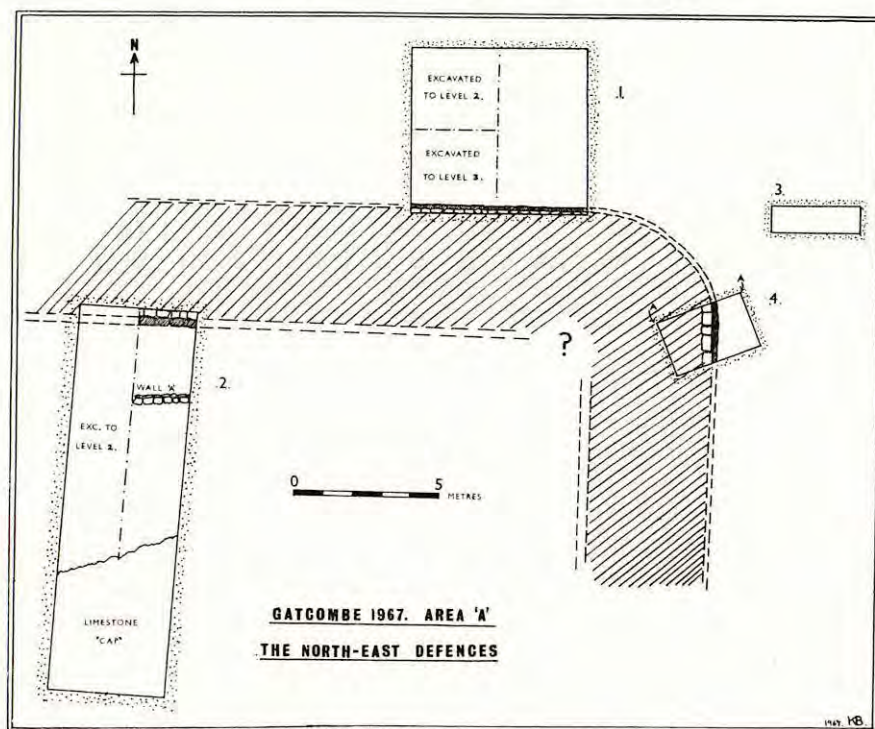 N
EXCAVATED
TO LEVEL 2.
.1.
EXCAVATED
TO LEVEL 3.
3.
A
A
4.
?
WALL 'A'
.2.
EXC. TO
LEVEL 2.
0 5
METRES
LIMESTONE
"CAP"
GATCOMBE 1967. AREA 'A'
THE NORTH-EAST DEFENCES
KB.